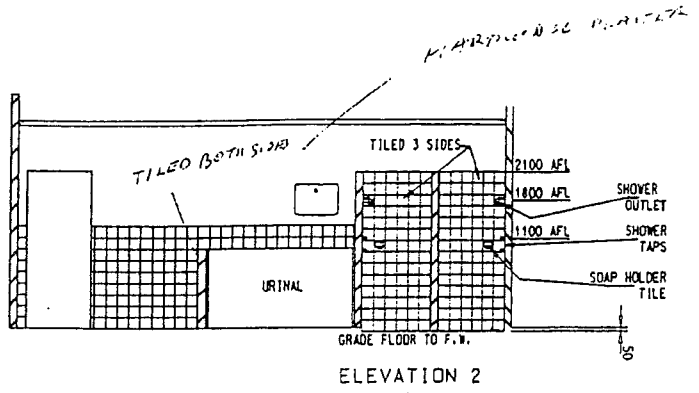 TILED BOTH SIDES
TILED 3 SIDES
2100 AFL
1800 AFL
SHOWER
OUTLET
1100 AFL
SHOWER
TAPS
SOAP HOLDER
TILE
URINAL
GRADE FLOOR TO F.W.
50
ELEVATION 2